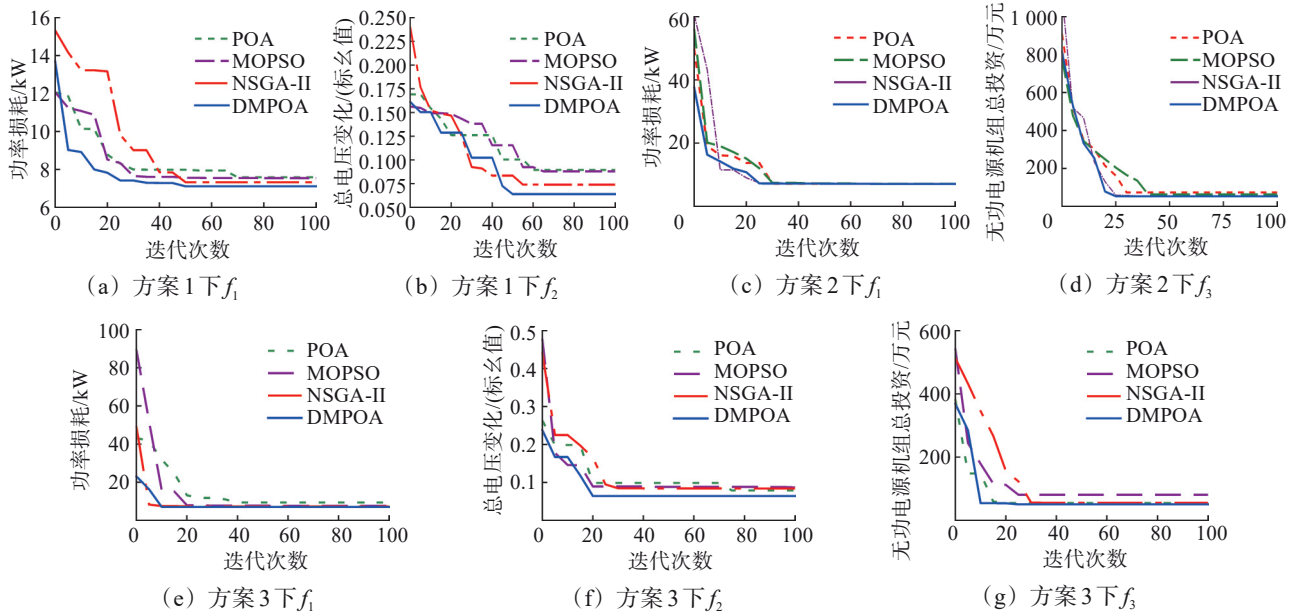 功率损耗/kW
16
14
12
10
8
6
0 20 40 60 80 100
迭代次数
POA
MOPSO
NSGA-II
DMPOA
(a) 方案1下f₁
总电压变化/(标幺值)
0.250
0.225
0.200
0.175
0.150
0.125
0.100
0.075
0.050
0 20 40 60 80 100
迭代次数
POA
MOPSO
NSGA-II
DMPOA
(b) 方案1下f₂
功率损耗/kW
60
40
20
0 20 40 60 80 100
迭代次数
POA
MOPSO
NSGA-II
DMPOA
(c) 方案2下f₁
无功电源机组总投资/万元
1 000
800
600
400
200
0 25 50 75 100
迭代次数
POA
MOPSO
NSGA-II
DMPOA
(d) 方案2下f₃
功率损耗/kW
100
80
60
40
20
0 20 40 60 80 100
迭代次数
POA
MOPSO
NSGA-II
DMPOA
(e) 方案3下f₁
总电压变化/(标幺值)
0.5
0.4
0.3
0.2
0.1
0 20 40 60 80 100
迭代次数
POA
MOPSO
NSGA-II
DMPOA
(f) 方案3下f₂
无功电源机组总投资/万元
600
400
200
0 20 40 60 80 100
迭代次数
POA
MOPSO
NSGA-II
DMPOA
(g) 方案3下f₃